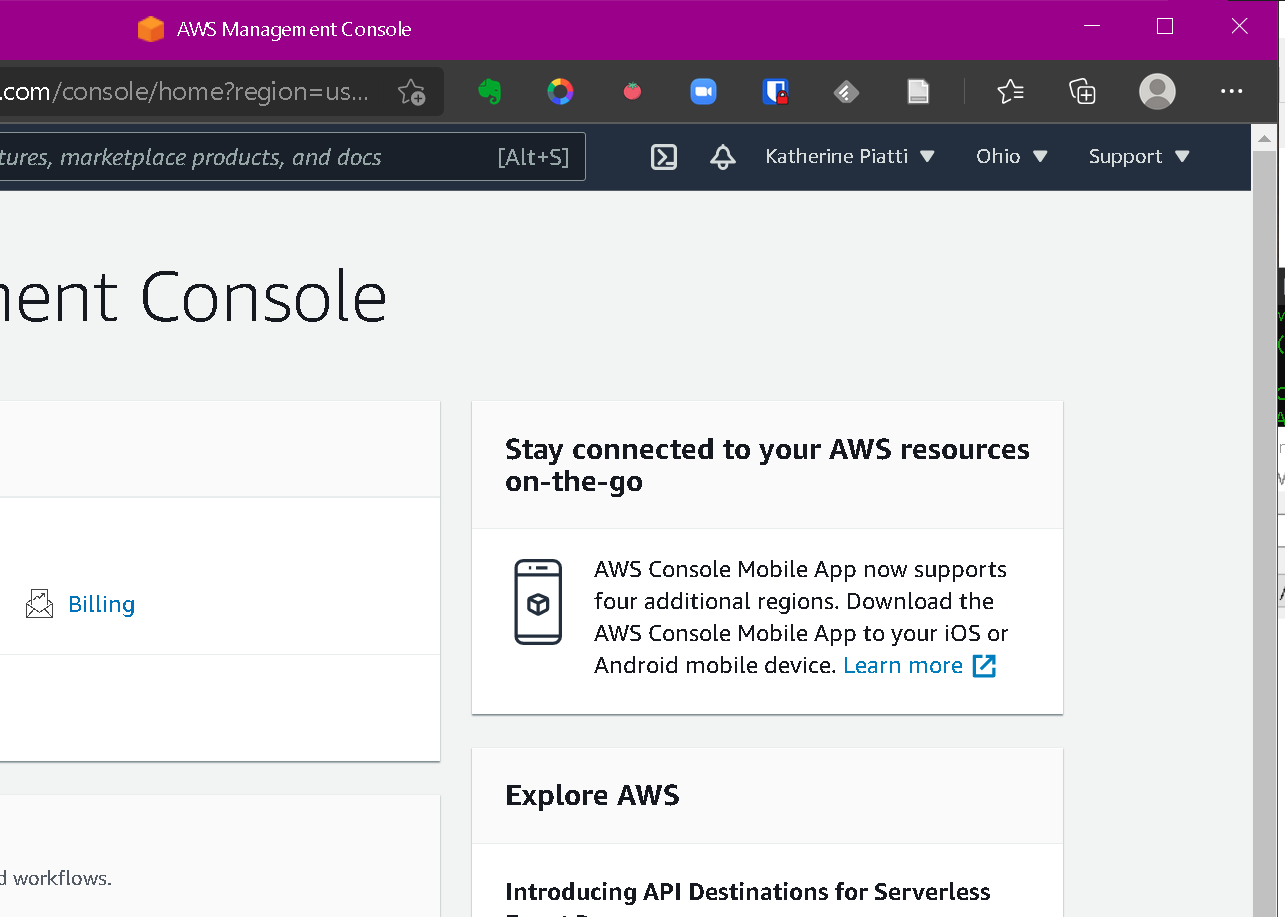 AWS Management Console
.com/console/home?region=us...
tures, marketplace products, and docs [Alt+S] Katherine Piatti Ohio Support
ment Console
Stay connected to your AWS resources
on-the-go
AWS Console Mobile App now supports
four additional regions. Download the
AWS Console Mobile App to your iOS or
Android mobile device. Learn more
Billing
Explore AWS
d workflows.
Introducing API Destinations for Serverless